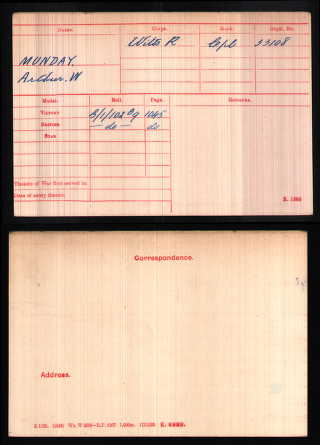 Name. Corps. Rank. Regtl. No.
Wilts R Cpl 33108
MUNDAY.
Arthur. W
Medal. Roll. Page. Remarks.
Victory B/1/102 B9 1045
British — do — do
Star
Theatre of War first served in
Date of entry therein
K. 1380
Correspondence.
Address.